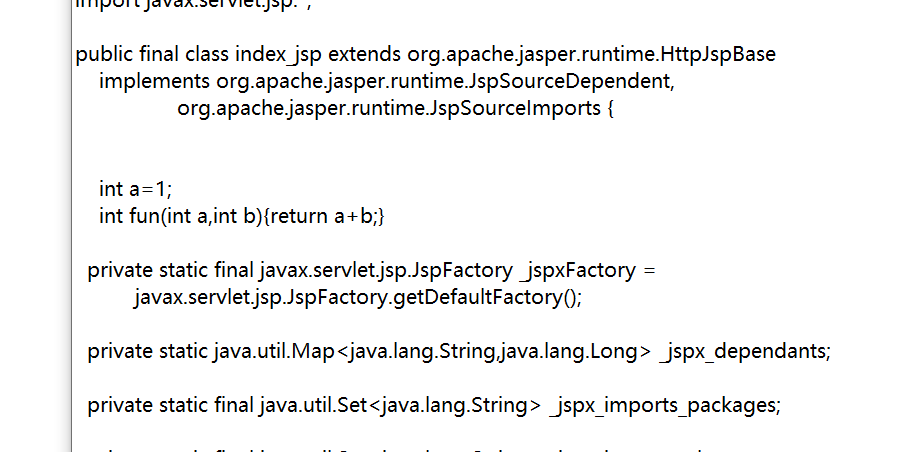 import javax.servlet.jsp.*;
public final class index_jsp extends org.apache.jasper.runtime.HttpJspBase
implements org.apache.jasper.runtime.JspSourceDependent,
org.apache.jasper.runtime.JspSourceImports {
int a=1;
int fun(int a,int b){return a+b;}
private static final javax.servlet.jsp.JspFactory _jspxFactory =
javax.servlet.jsp.JspFactory.getDefaultFactory();
private static java.util.Map<java.lang.String,java.lang.Long> _jspx_dependants;
private static final java.util.Set<java.lang.String> _jspx_imports_packages;